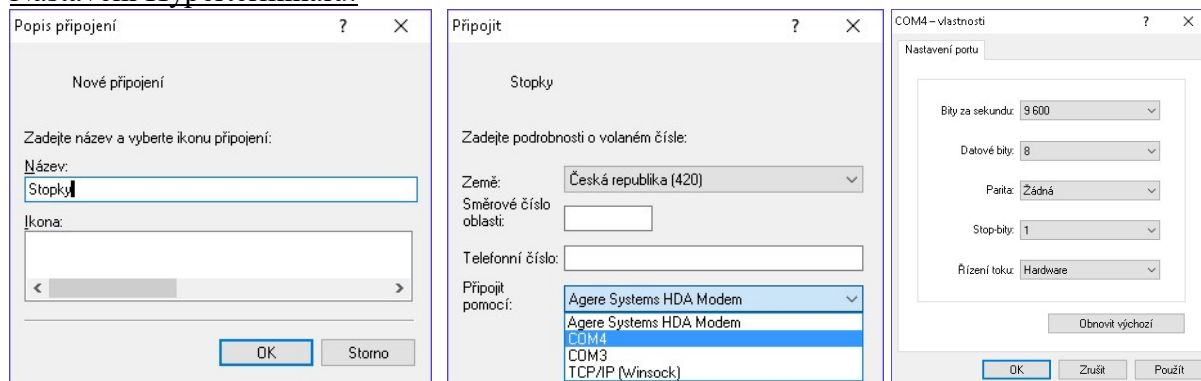 Nastavení Hyperterminálu:
Popis připojení ? ×
Nové připojení
Zadejte název a vyberte ikonu připojení:
Název:
Stopky
Ikona:
< >
OK Storno
Připojit ? ×
Stopky
Zadejte podrobnosti o volaném čísle:
Země: Česká republika (420)
Směrové číslo
oblasti:
Telefonní číslo:
Připojit
pomocí: Agere Systems HDA Modem
Agere Systems HDA Modem
COM4
COM3
TCP/IP (Winsock)
COM4 – vlastnosti ? ×
Nastavení portu
Bity za sekundu: 9 600
Datové bity: 8
Parita: Žádná
Stop-bity: 1
Řízení toku: Hardware
Obnovit výchozí
OK Zrušit Použít